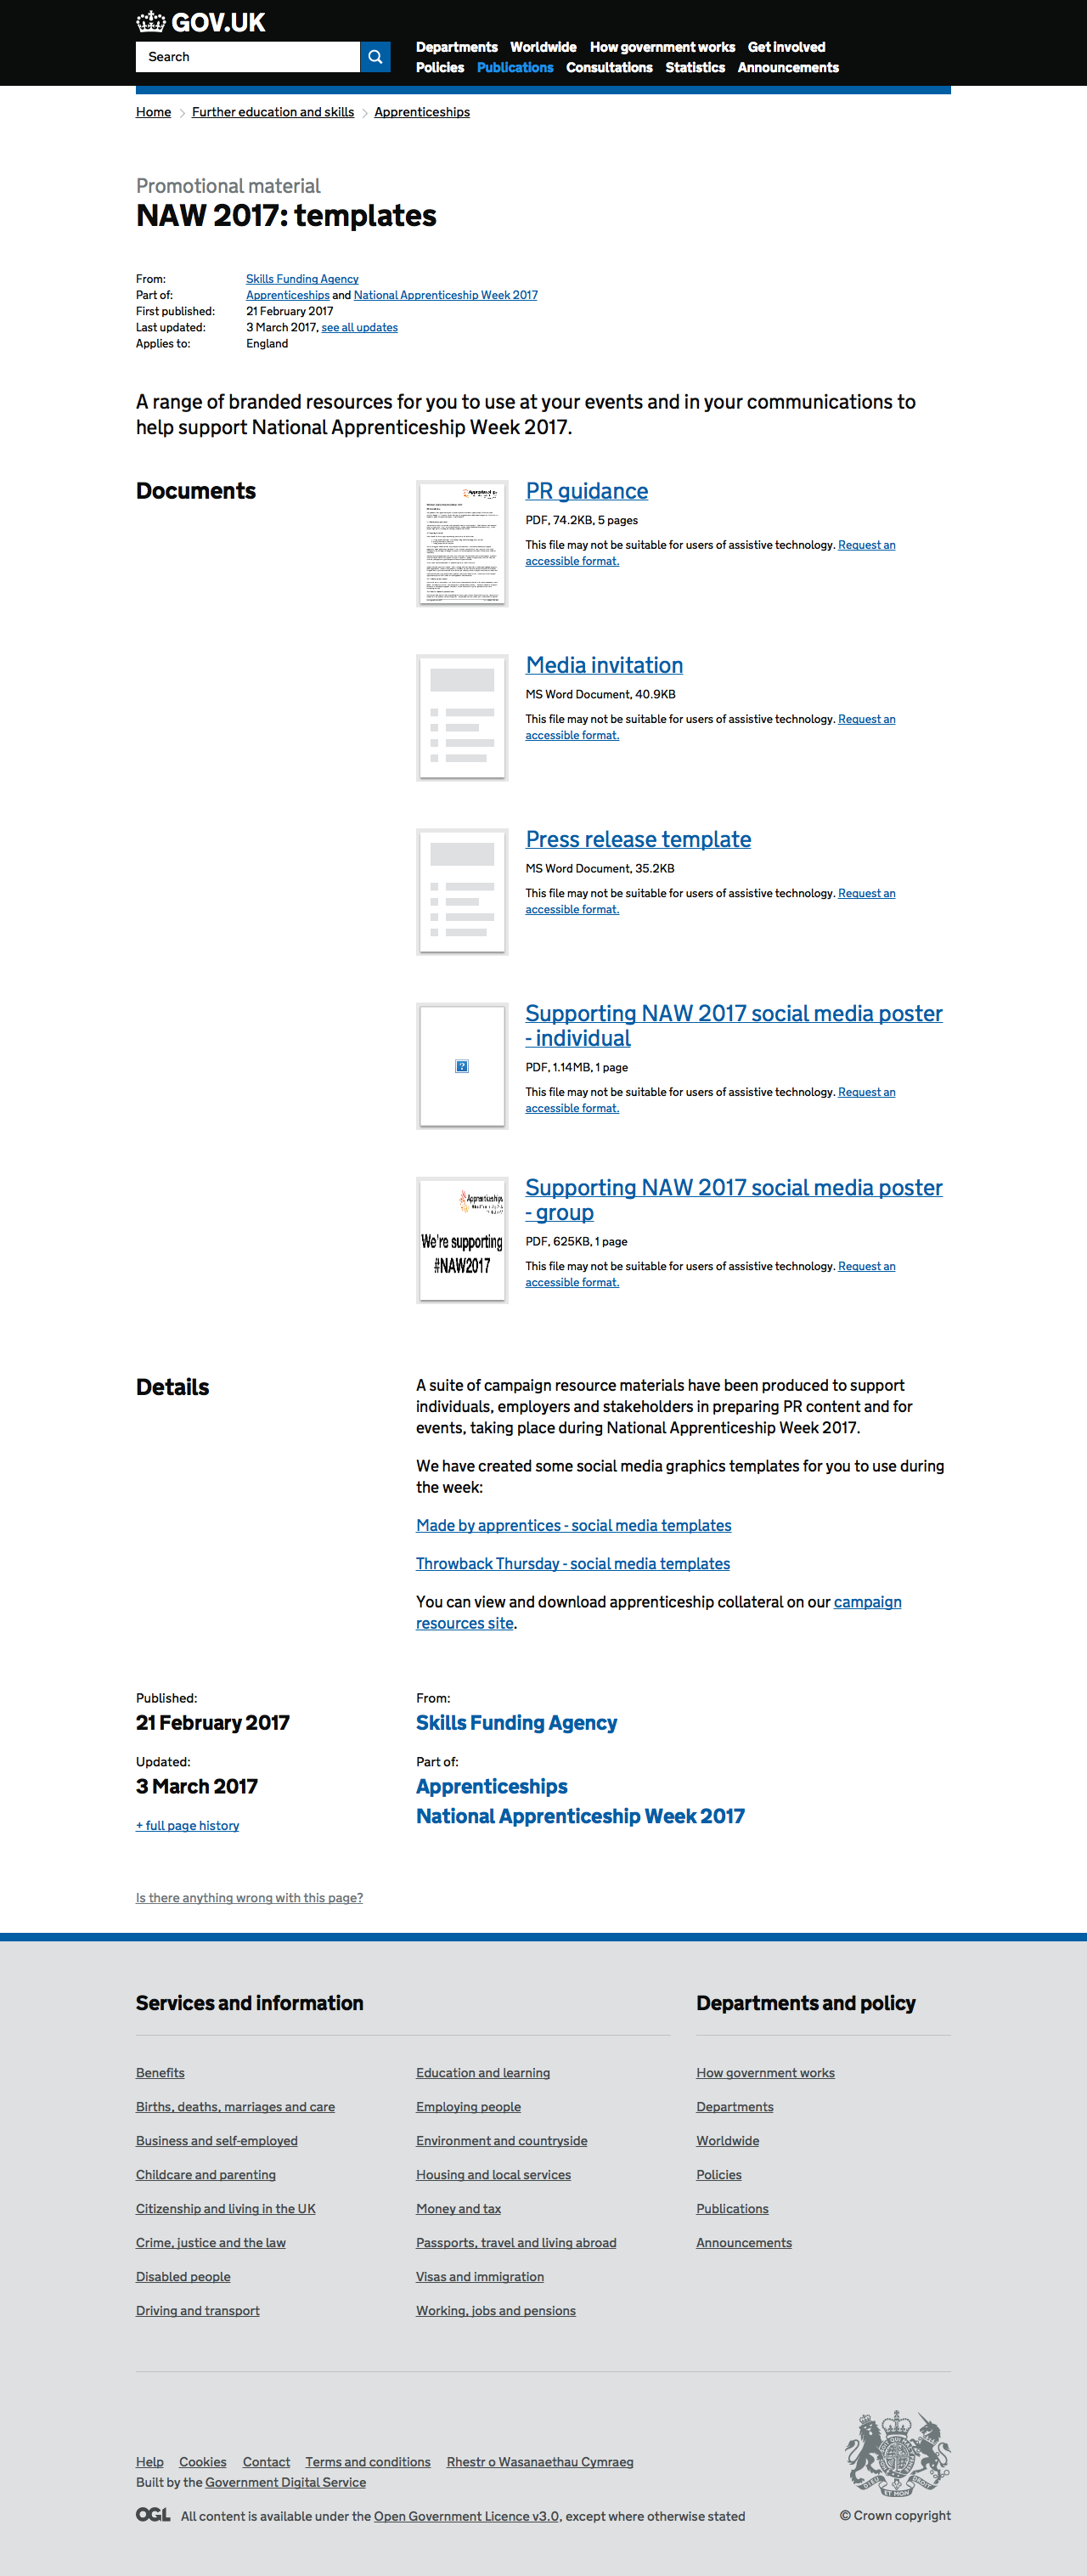 GOV.UK
Search
Departments Worldwide How government works Get involved
Policies Publications Consultations Statistics Announcements
Home Further education and skills Apprenticeships
Promotional material
NAW 2017: templates
From: Skills Funding Agency
Part of: Apprenticeships and National Apprenticeship Week 2017
First published: 21 February 2017
Last updated: 3 March 2017, see all updates
Applies to: England
A range of branded resources for you to use at your events and in your communications to
help support National Apprenticeship Week 2017.
Documents
PR guidance
PDF, 74.2KB, 5 pages
This file may not be suitable for users of assistive technology. Request an
accessible format.
Media invitation
MS Word Document, 40.9KB
This file may not be suitable for users of assistive technology. Request an
accessible format.
Press release template
MS Word Document, 35.2KB
This file may not be suitable for users of assistive technology. Request an
accessible format.
Supporting NAW 2017 social media poster
- individual
PDF, 1.14MB, 1 page
This file may not be suitable for users of assistive technology. Request an
accessible format.
Apprenticeships
We're supporting
#NAW2017
Supporting NAW 2017 social media poster
- group
PDF, 625KB, 1 page
This file may not be suitable for users of assistive technology. Request an
accessible format.
Details
A suite of campaign resource materials have been produced to support
individuals, employers and stakeholders in preparing PR content and for
events, taking place during National Apprenticeship Week 2017.
We have created some social media graphics templates for you to use during
the week:
Made by apprentices - social media templates
Throwback Thursday - social media templates
You can view and download apprenticeship collateral on our campaign
resources site.
Published:
21 February 2017
Updated:
3 March 2017
+ full page history
From:
Skills Funding Agency
Part of:
Apprenticeships
National Apprenticeship Week 2017
Is there anything wrong with this page?
Services and information
Benefits
Births, deaths, marriages and care
Business and self-employed
Childcare and parenting
Citizenship and living in the UK
Crime, justice and the law
Disabled people
Driving and transport
Education and learning
Employing people
Environment and countryside
Housing and local services
Money and tax
Passports, travel and living abroad
Visas and immigration
Working, jobs and pensions
Departments and policy
How government works
Departments
Worldwide
Policies
Publications
Announcements
Help Cookies Contact Terms and conditions Rhestr o Wasanaethau Cymraeg
Built by the Government Digital Service
OGL All content is available under the Open Government Licence v3.0, except where otherwise stated
© Crown copyright